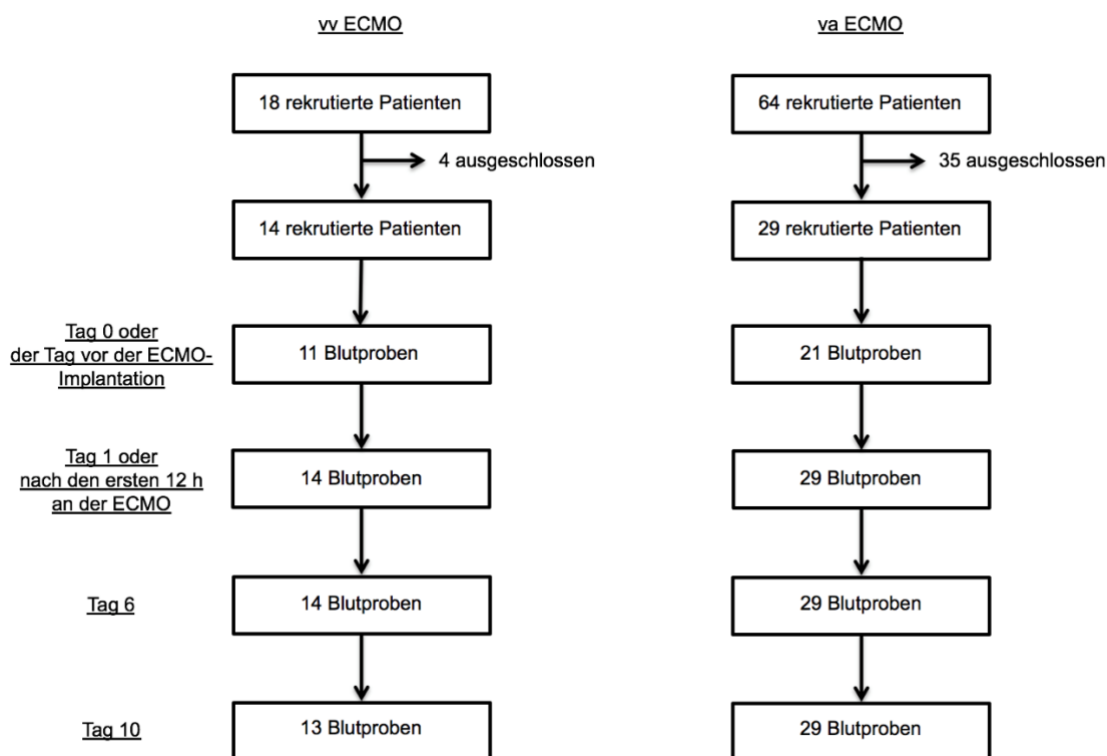 vv ECMO
va ECMO
18 rekrutierte Patienten
64 rekrutierte Patienten
4 ausgeschlossen
35 ausgeschlossen
14 rekrutierte Patienten
29 rekrutierte Patienten
Tag 0 oder
der Tag vor der ECMO-
Implantation
11 Blutproben
21 Blutproben
Tag 1 oder
nach den ersten 12 h
an der ECMO
14 Blutproben
29 Blutproben
Tag 6
14 Blutproben
29 Blutproben
Tag 10
13 Blutproben
29 Blutproben